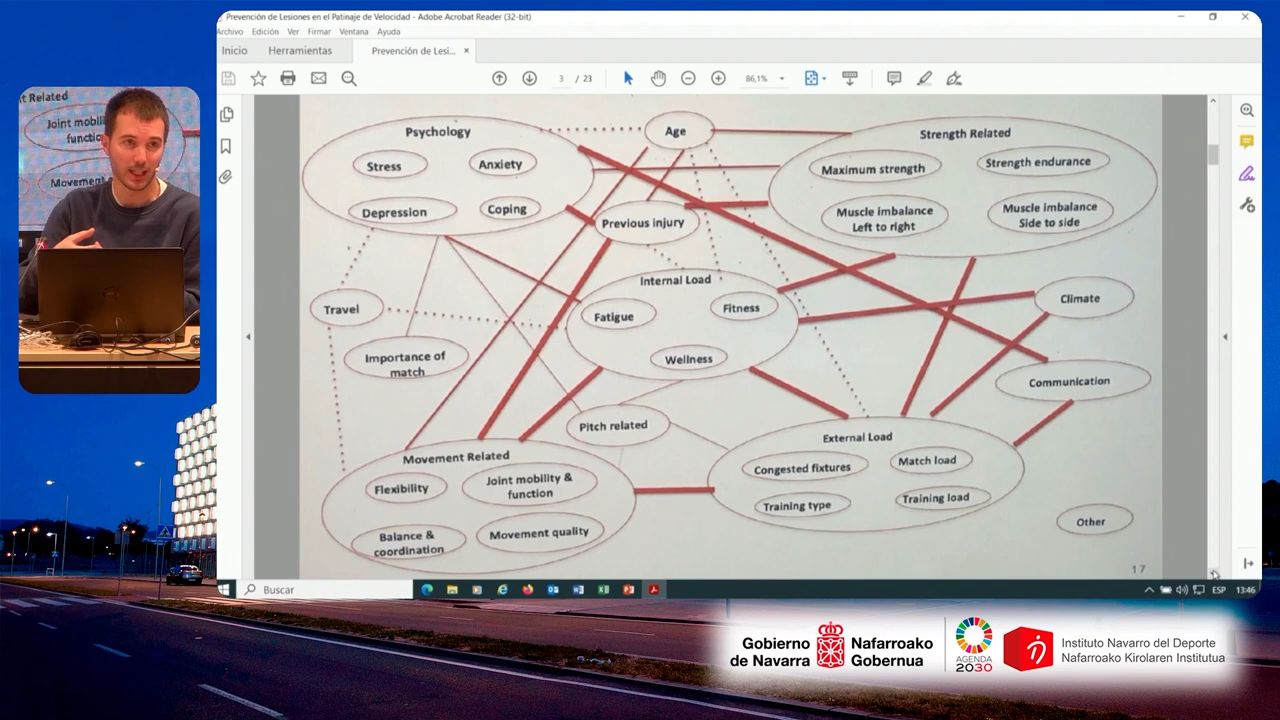 Prevención de Lesiones en el Patinaje de Velocidad - Adobe Acrobat Reader (32-bit)
Archivo Edición Ver Firmar Ventana Ayuda
Inicio Herramientas Prevención de Lesi... ×
3 / 23 86,1%
t Related
Joint mobili
functio
Movement
Psychology
Stress
Anxiety
Depression
Coping
Age
Previous injury
Strength Related
Maximum strength
Strength endurance
Muscle imbalance
Left to right
Muscle imbalance
Side to side
Travel
Importance of
match
Internal Load
Fatigue
Fitness
Wellness
Climate
Communication
Pitch related
Movement Related
Flexibility
Joint mobility &
function
Balance &
coordination
Movement quality
External Load
Congested fixtures
Match load
Training type
Training load
Other
17
Buscar
ESP 13:46
Gobierno
de Navarra
Nafarroako
Gobernua
AGENDA
2030
Instituto Navarro del Deporte
Nafarroako Kirolaren Institutua